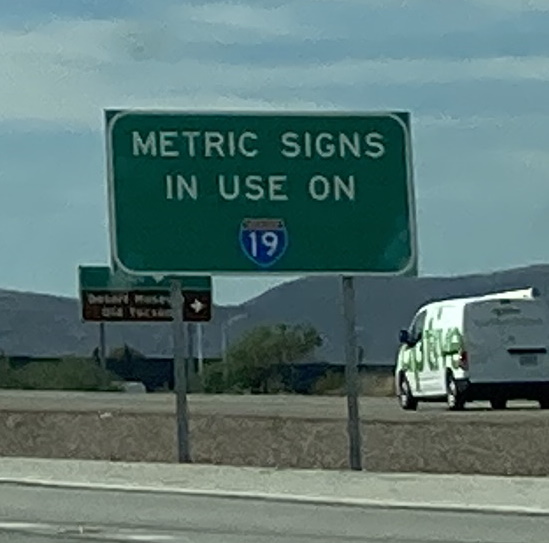 METRIC SIGNS
IN USE ON
19
Desert Museum
Old Tucson